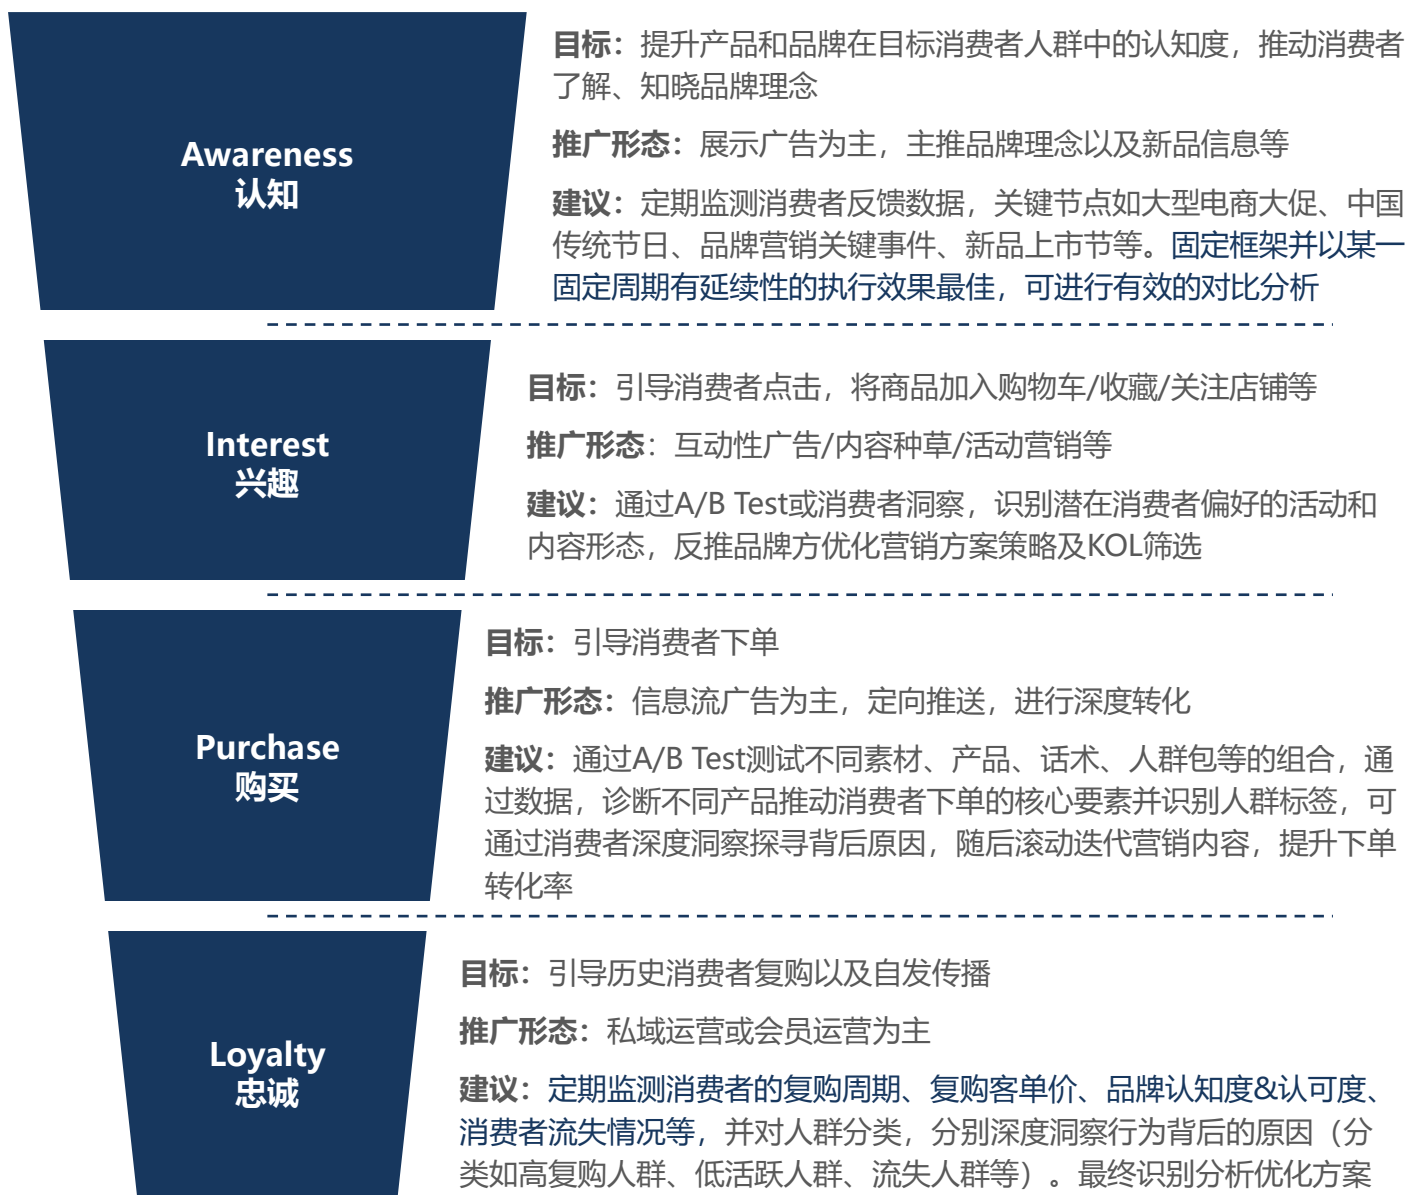 Awareness
认知
目标：提升产品和品牌在目标消费者人群中的认知度，推动消费者
了解、知晓品牌理念
推广形态：展示广告为主，主推品牌理念以及新品信息等
建议：定期监测消费者反馈数据，关键节点如大型电商大促、中国
传统节日、品牌营销关键事件、新品上市节等。固定框架并以某一
固定周期有延续性的执行效果最佳，可进行有效的对比分析
Interest
兴趣
目标：引导消费者点击，将商品加入购物车/收藏/关注店铺等
推广形态：互动性广告/内容种草/活动营销等
建议：通过A/B Test或消费者洞察，识别潜在消费者偏好的活动和
内容形态，反推品牌方优化营销方案策略及KOL筛选
Purchase
购买
目标：引导消费者下单
推广形态：信息流广告为主，定向推送，进行深度转化
建议：通过A/B Test测试不同素材、产品、话术、人群包等的组合，通
过数据，诊断不同产品推动消费者下单的核心要素并识别人群标签，可
通过消费者深度洞察探寻背后原因，随后滚动迭代营销内容，提升下单
转化率
Loyalty
忠诚
目标：引导历史消费者复购以及自发传播
推广形态：私域运营或会员运营为主
建议：定期监测消费者的复购周期、复购客单价、品牌认知度&认可度、
消费者流失情况等，并对人群分类，分别深度洞察行为背后的原因（分
类如高复购人群、低活跃人群、流失人群等）。最终识别分析优化方案